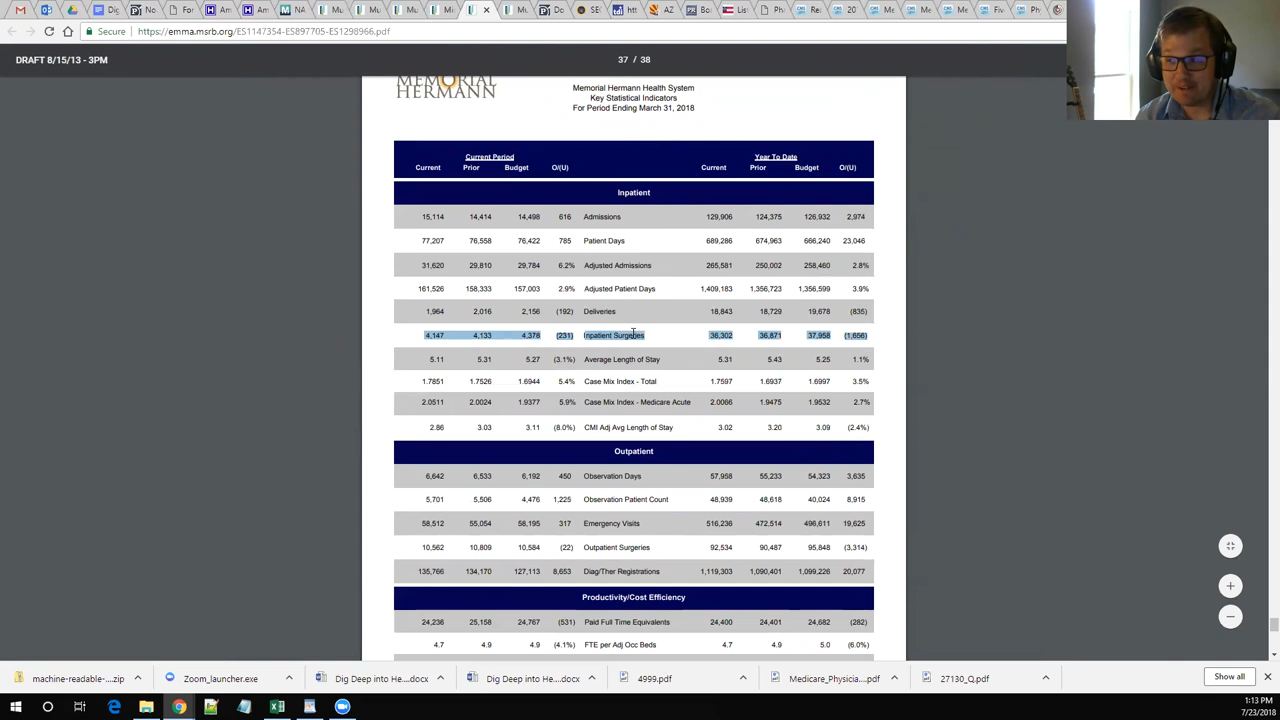 Secure | https://emma.msrb.org/ES1147354-ES897705-ES1298966.pdf
DRAFT 8/15/13 - 3PM
37 / 38
MEMORIAL
HERMANN
Memorial Hermann Health System
Key Statistical Indicators
For Period Ending March 31, 2018
Current Period Year To Date
Current Prior Budget O/(U) Current Prior Budget O/(U)
Inpatient
15,114 14,414 14,498 616 Admissions 129,906 124,375 126,932 2,974
77,207 76,558 76,422 785 Patient Days 689,286 674,963 666,240 23,046
31,620 29,810 29,784 6.2% Adjusted Admissions 265,581 250,002 258,460 2.8%
161,526 158,333 157,003 2.9% Adjusted Patient Days 1,409,183 1,356,723 1,356,599 3.9%
1,964 2,016 2,156 (192) Deliveries 18,843 18,729 19,678 (835)
4,147 4,133 4,378 (231) Inpatient Surgeries 36,302 36,871 37,958 (1,656)
5.11 5.31 5.27 (3.1%) Average Length of Stay 5.31 5.43 5.25 1.1%
1.7851 1.7526 1.6944 5.4% Case Mix Index - Total 1.7597 1.6937 1.6997 3.5%
2.0511 2.0024 1.9377 5.9% Case Mix Index - Medicare Acute 2.0066 1.9475 1.9532 2.7%
2.86 3.03 3.11 (8.0%) CMI Adj Avg Length of Stay 3.02 3.20 3.09 (2.4%)
Outpatient
6,642 6,533 6,192 450 Observation Days 57,958 55,233 54,323 3,635
5,701 5,506 4,476 1,225 Observation Patient Count 48,939 48,618 40,024 8,915
58,512 55,054 58,195 317 Emergency Visits 516,236 472,514 496,611 19,625
10,562 10,809 10,584 (22) Outpatient Surgeries 92,534 90,487 95,848 (3,314)
135,766 134,170 127,113 8,653 Diag/Ther Registrations 1,119,303 1,090,401 1,099,226 20,077
Productivity/Cost Efficiency
24,236 25,158 24,767 (531) Paid Full Time Equivalents 24,400 24,401 24,682 (282)
4.7 4.9 4.9 (4.1%) FTE per Adj Occ Beds 4.7 4.9 5.0 (6.0%)
machine-readable-....zip
Zoom_launcher.exe
Dig Deep into He....docx
Dig Deep into He....docx
4999.pdf
Medicare_Physicia....pdf
27130_Q.pdf
Show all
1:13 PM
7/23/2018